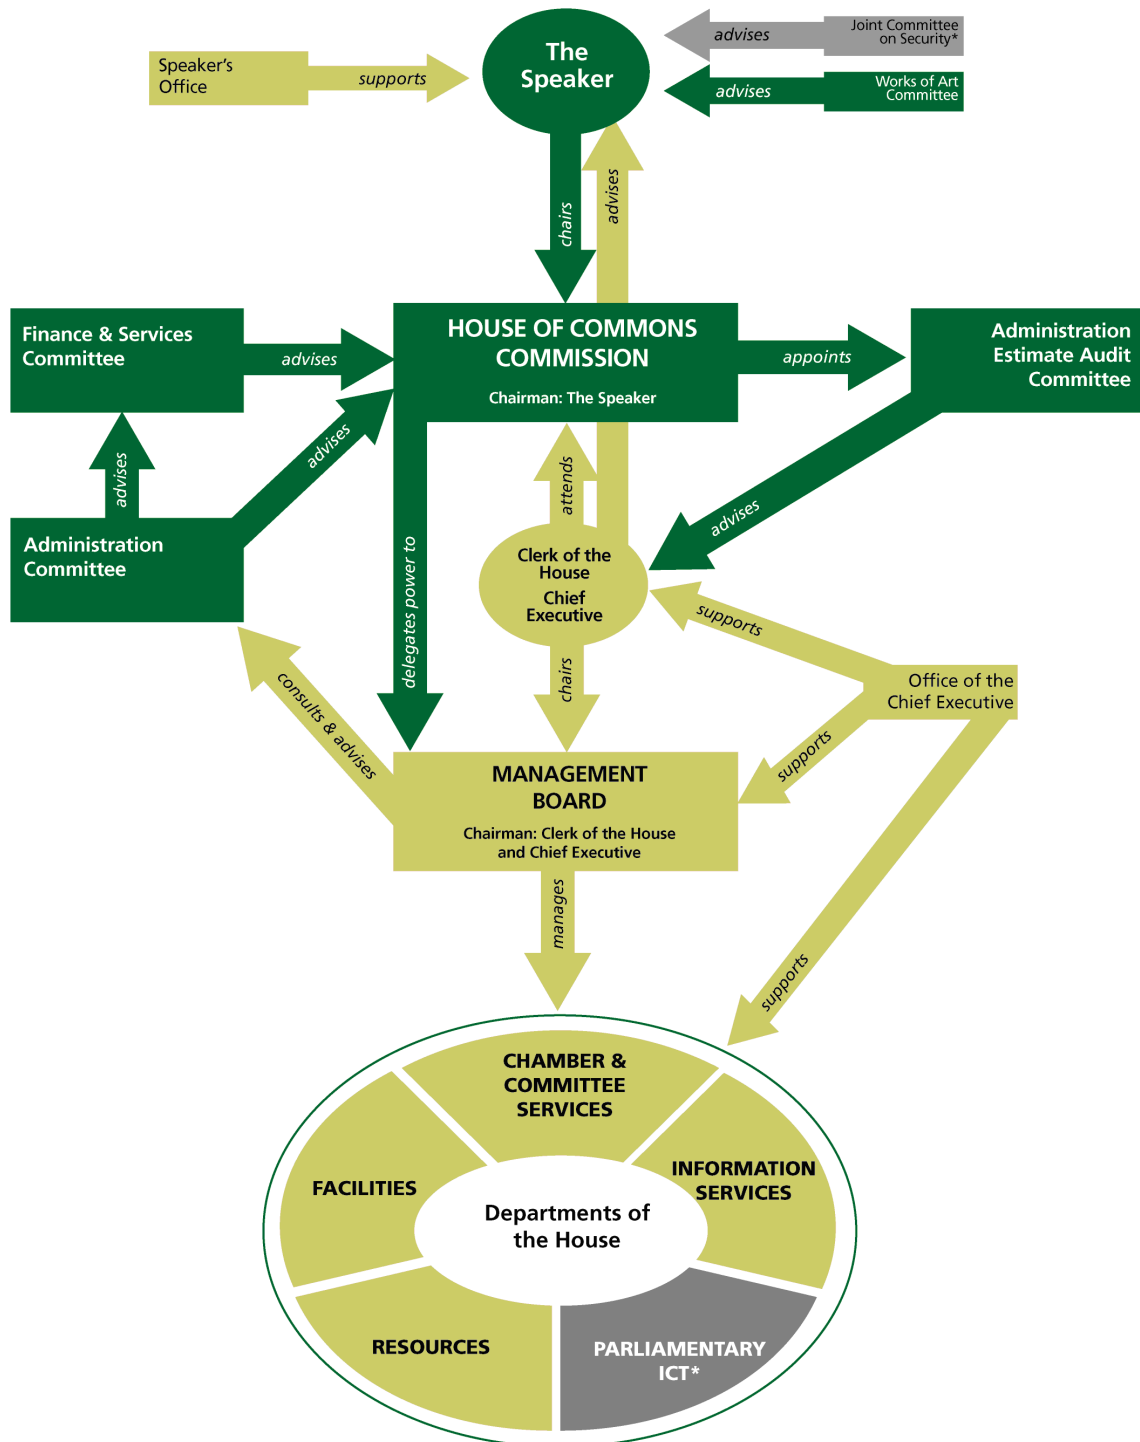 The
Speaker
Joint Committee
on Security*
advises
Speaker's
Office
supports
Works of Art
Committee
advises
advises
chairs
Finance & Services
Committee
advises
HOUSE OF COMMONS
COMMISSION
Chairman: The Speaker
appoints
Administration
Estimate Audit
Committee
advises
advises
attends
advises
Administration
Committee
delegates power to
Clerk of the
House
Chief
Executive
supports
chairs
Office of the
Chief Executive
consults & advises
supports
MANAGEMENT
BOARD
Chairman: Clerk of the House
and Chief Executive
manages
supports
CHAMBER &
COMMITTEE
SERVICES
FACILITIES
INFORMATION
SERVICES
Departments of
the House
RESOURCES
PARLIAMENTARY
ICT*